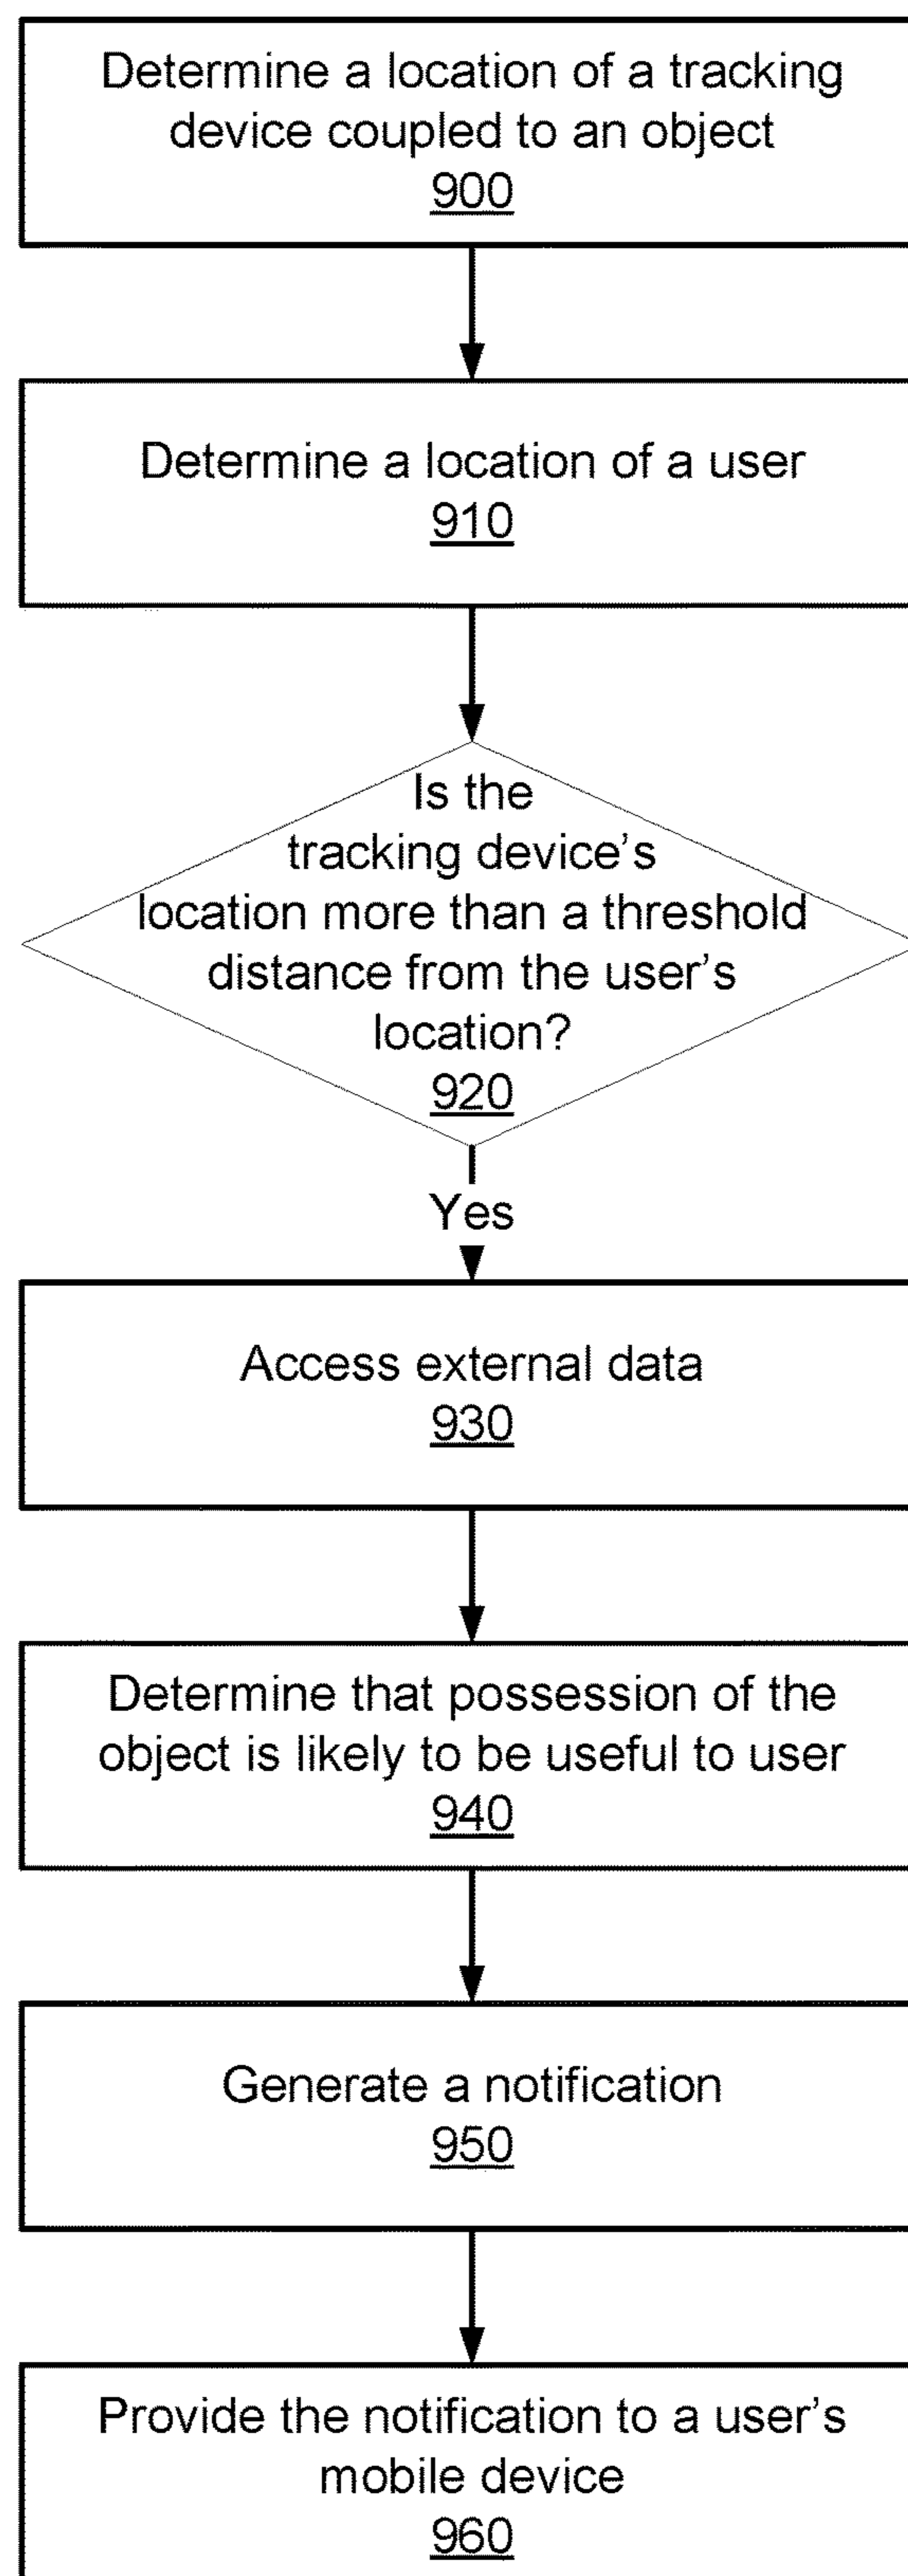 Determine a location of a tracking
device coupled to an object
900
Determine a location of a user
910
Is the
tracking device's
location more than a threshold
distance from the user's
location?
920
Yes
Access external data
930
Determine that possession of the
object is likely to be useful to user
940
Generate a notification
950
Provide the notification to a user's
mobile device
960